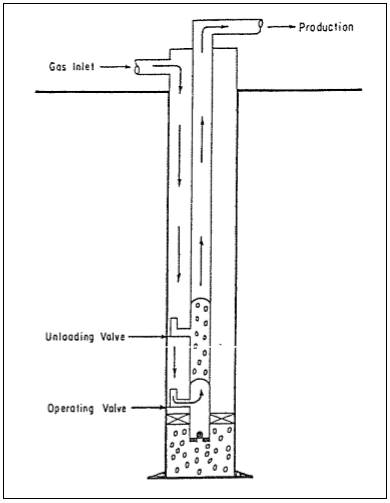 Production
Gas Inlet
Unloading Valve
Operating Valve